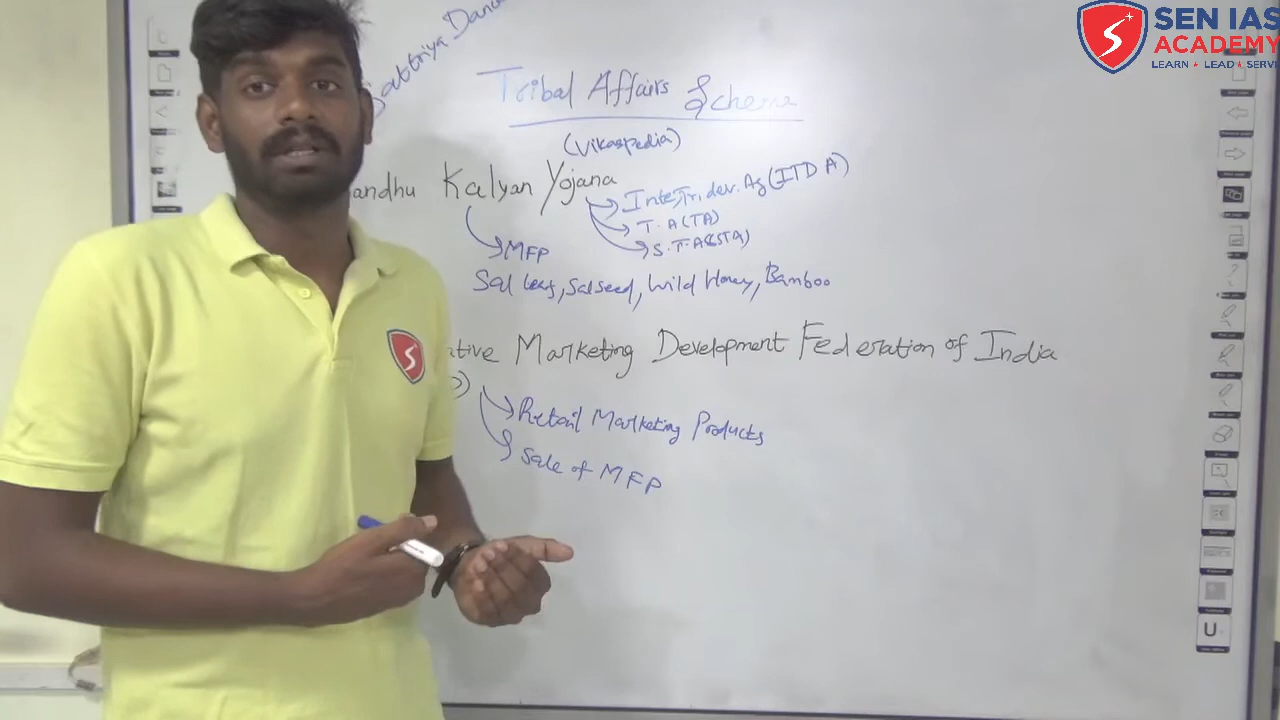 SEN IAS
ACADEMY
LEARN ★ LEAD ★ SERVE
Tribal Affairs Scheme
(Vikaspedia)
andhu Kalyan Yojana
Inte. Tri. dev. Ag (ITDA)
T.A (TA)
S.T.A (STA)
MFP
Sal leaf, Sal seed, Wild Honey, Bamboo
ative Marketing Development Federation of India
Retail Marketing Products
Sale of MFP
U